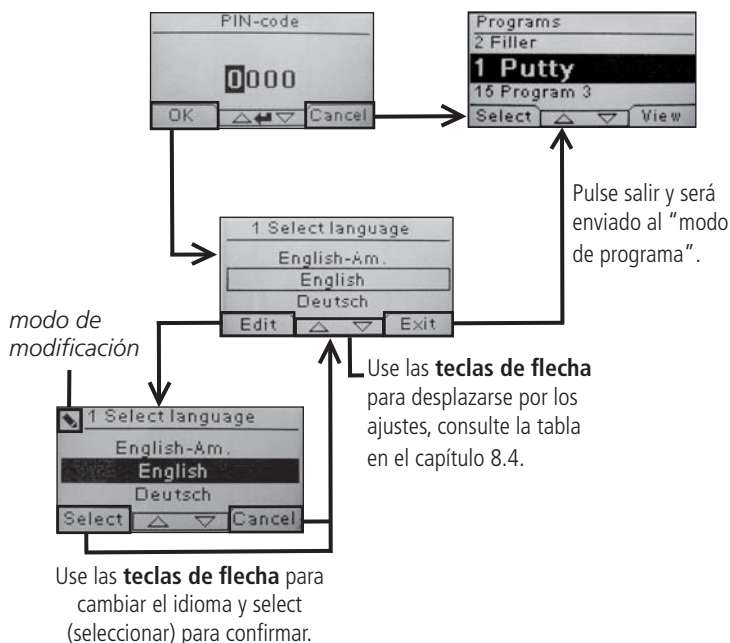 PIN-code
0000
OK
Cancel
Programs
2 Filler
1 Putty
15 Program 3
Select
View
Pulse salir y será
enviado al "modo
de programa".
1 Select language
English-Am.
English
Deutsch
Edit
Exit
modo de
modificación
Use las teclas de flecha
para desplazarse por los
ajustes, consulte la tabla
en el capítulo 8.4.
1 Select language
English-Am.
English
Deutsch
Select
Cancel
Use las teclas de flecha para
cambiar el idioma y select
(seleccionar) para confirmar.